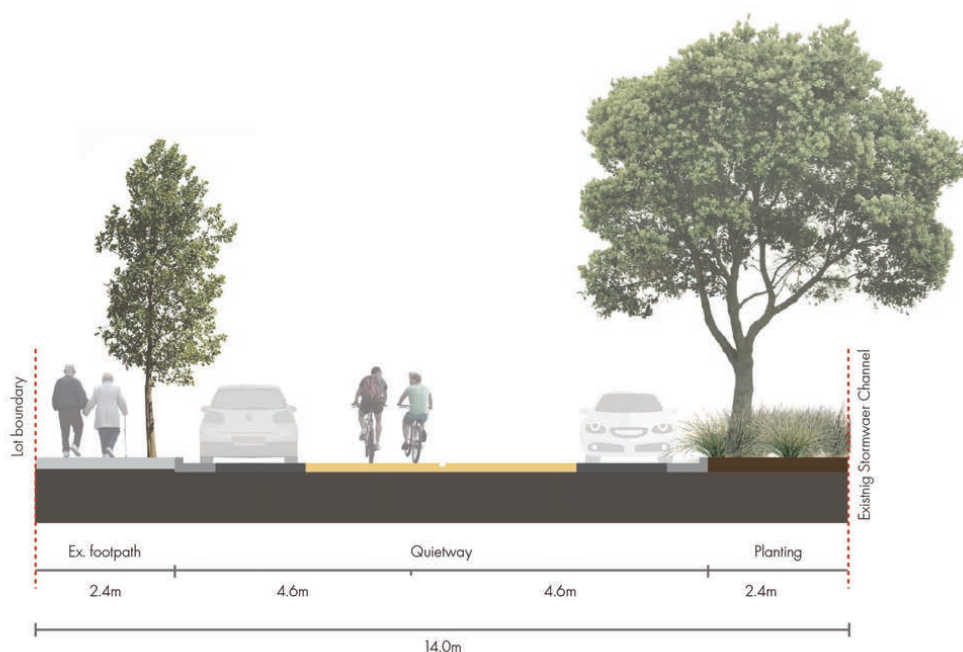 Lot boundary
Existnig Stormwaer Channel
Ex. footpath
Quietway
Planting
2.4m
4.6m
4.6m
2.4m
14.0m